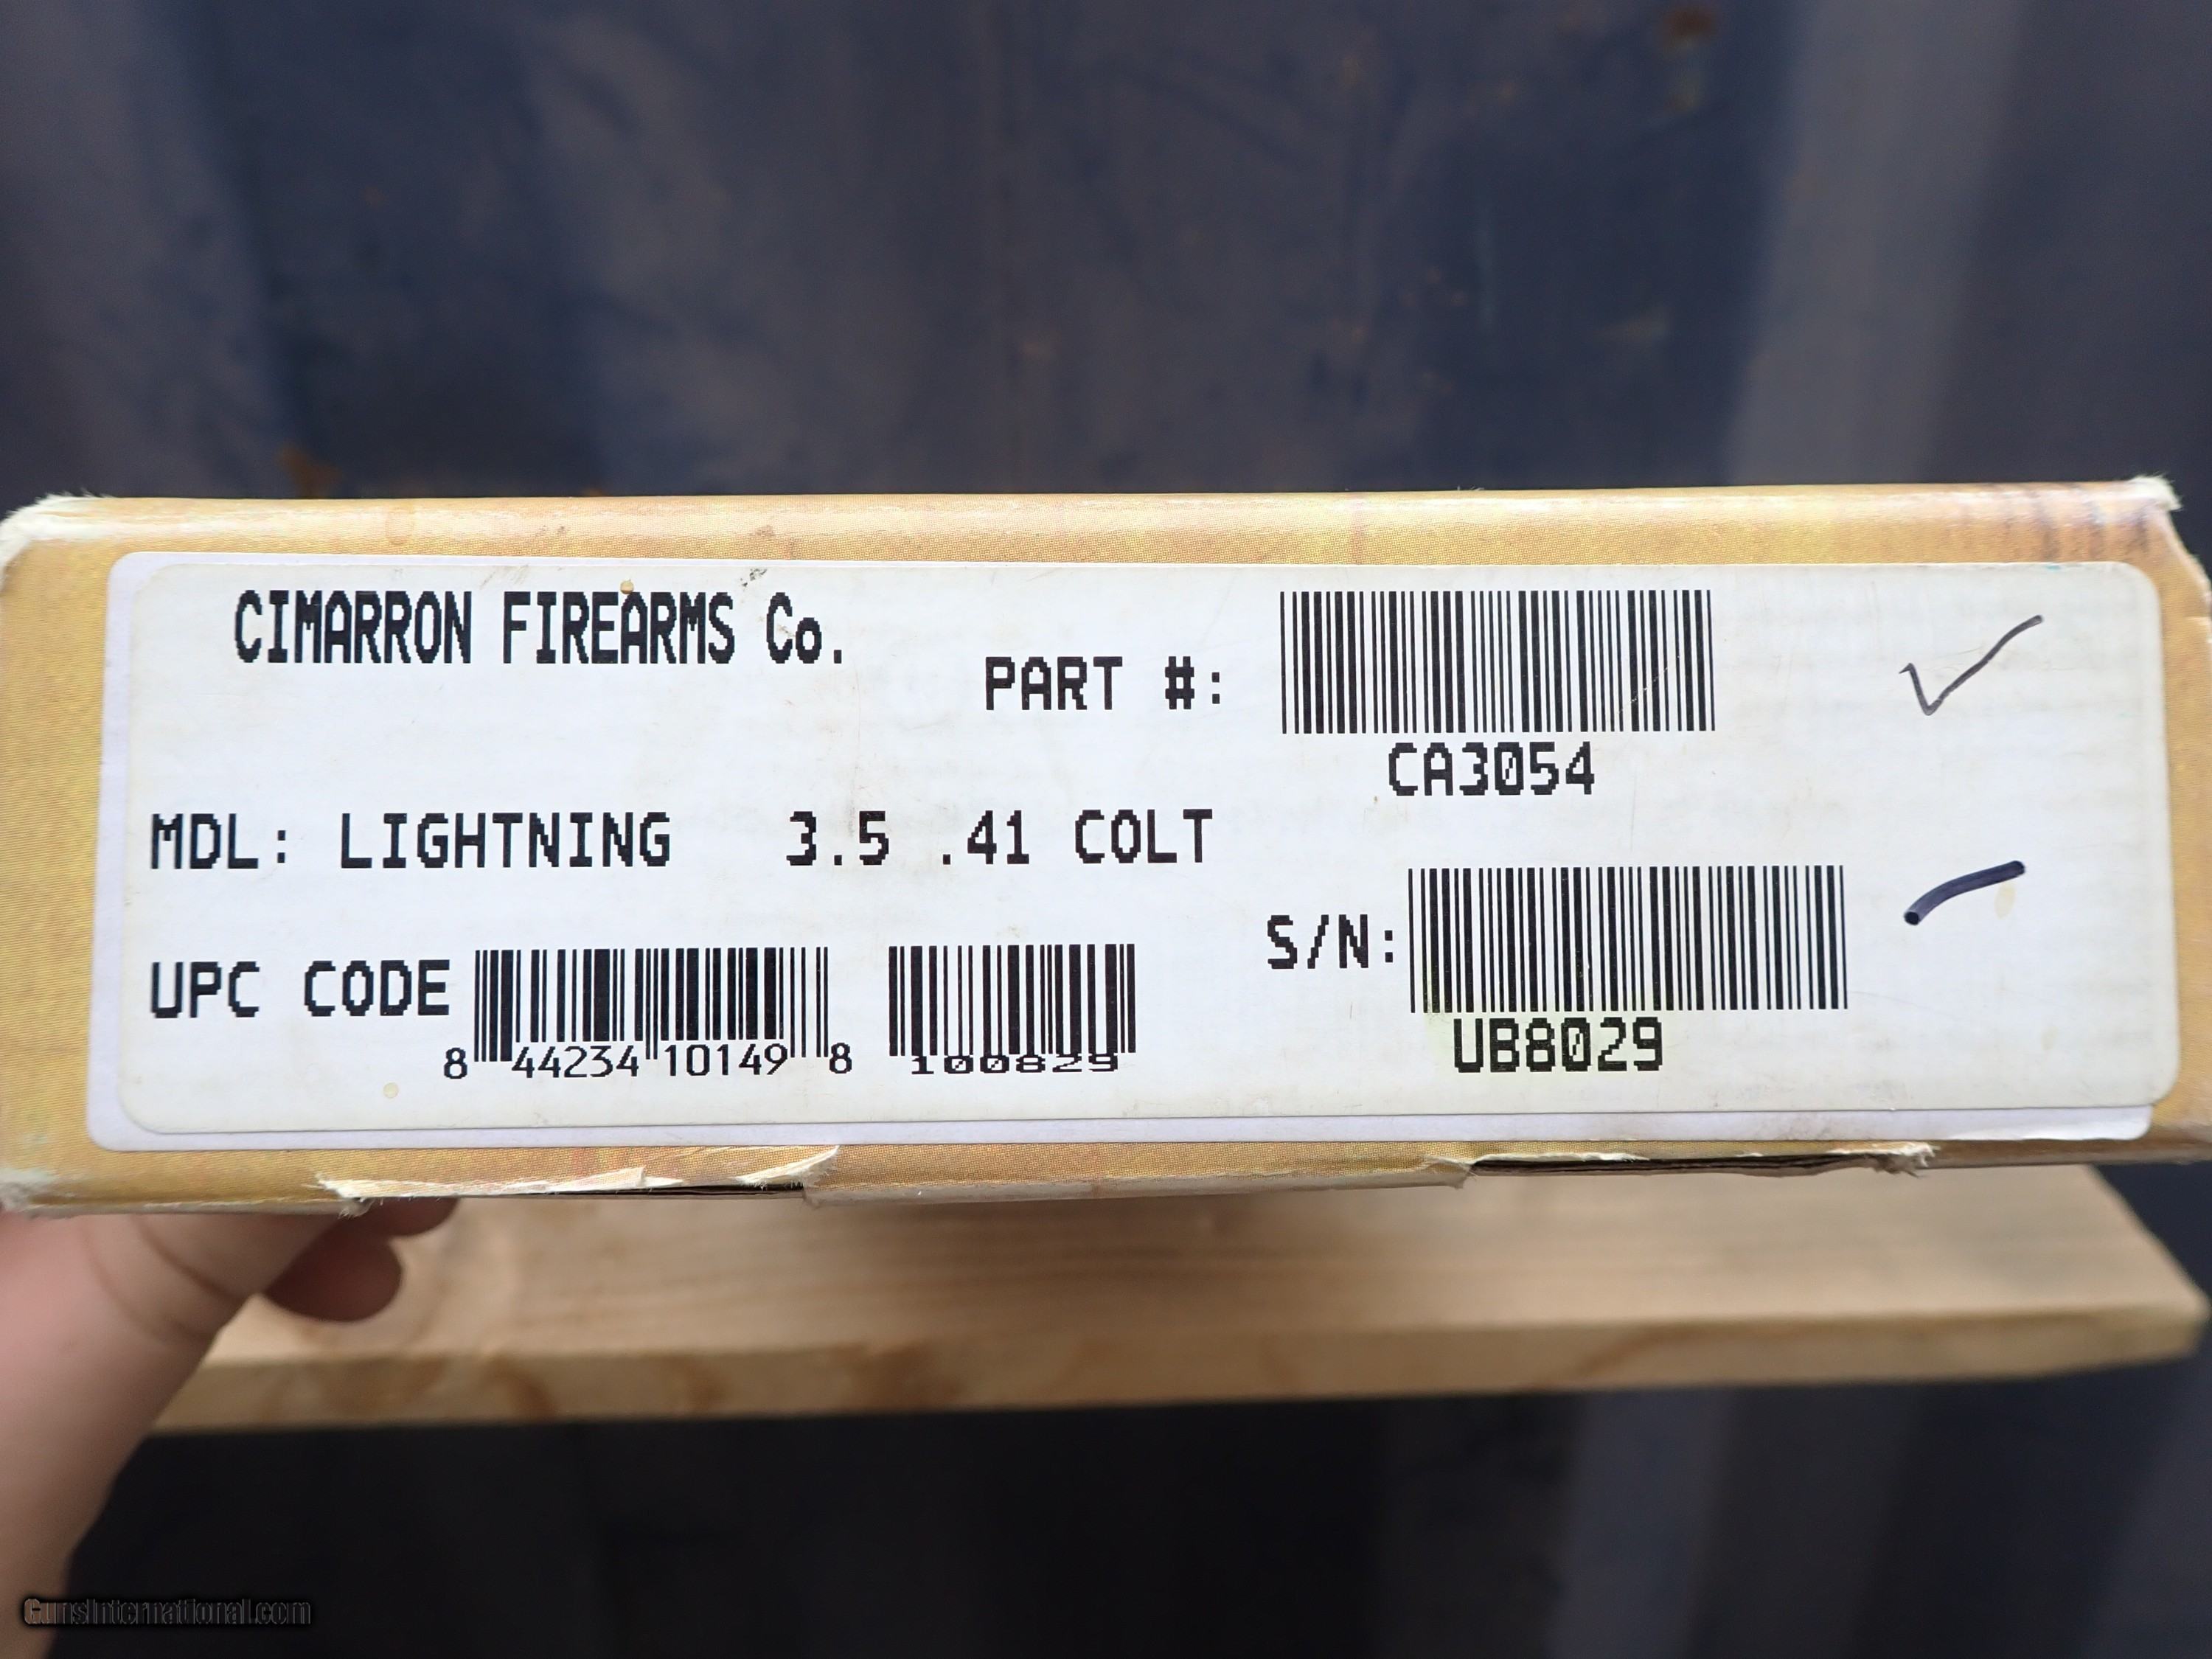 CIMARRON FIREARMS Co.
PART #:
CA3054
MDL: LIGHTNING 3.5 .41 COLT
S/N:
UB8029
UPC CODE
8 44234 10149 8 100829
GunsInternational.com